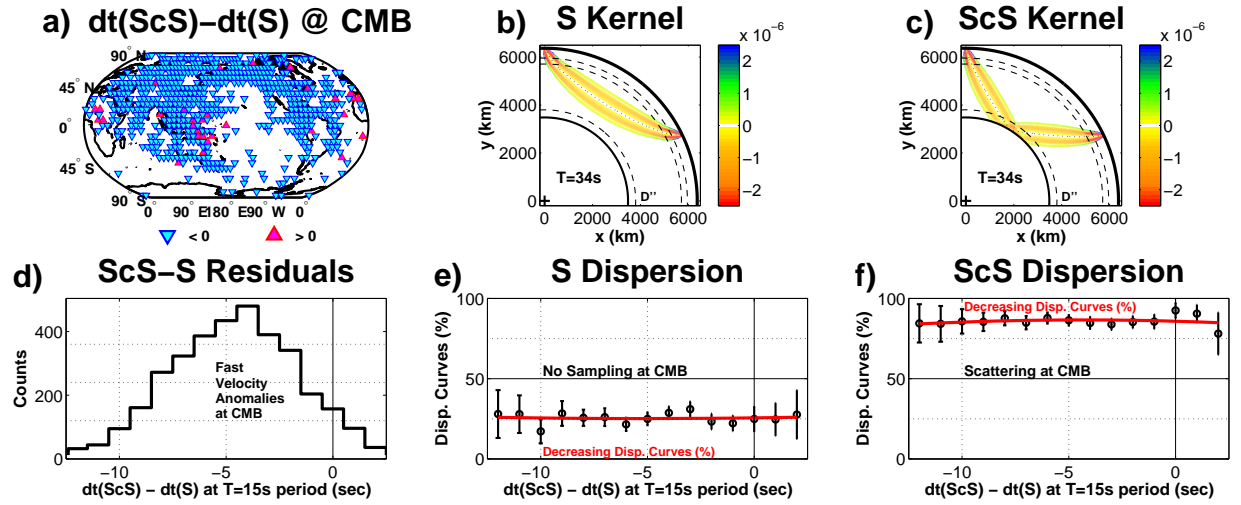 a) dt(ScS)−dt(S) @ CMB
90° N
45° N
0°
45° S
90° S
0° 90° E 180° E 90° W 0°
< 0 > 0
b) S Kernel
x 10⁻⁶
6000
4000
2000
0
y (km)
T=34s
D''
0 2000 4000 6000
x (km)
2
1
0
−1
−2
c) ScS Kernel
x 10⁻⁶
6000
4000
2000
0
y (km)
T=34s
D''
0 2000 4000 6000
x (km)
2
1
0
−1
−2
d) ScS−S Residuals
400
200
0
Counts
Fast
Velocity
Anomalies
at CMB
−10 −5 0
dt(ScS) − dt(S) at T=15s period (sec)
e) S Dispersion
100
50
0
Disp. Curves (%)
No Sampling at CMB
Decreasing Disp. Curves (%)
−10 −5 0
dt(ScS) − dt(S) at T=15s period (sec)
f) ScS Dispersion
100
50
0
Disp. Curves (%)
Decreasing Disp. Curves (%)
Scattering at CMB
−10 −5 0
dt(ScS) − dt(S) at T=15s period (sec)